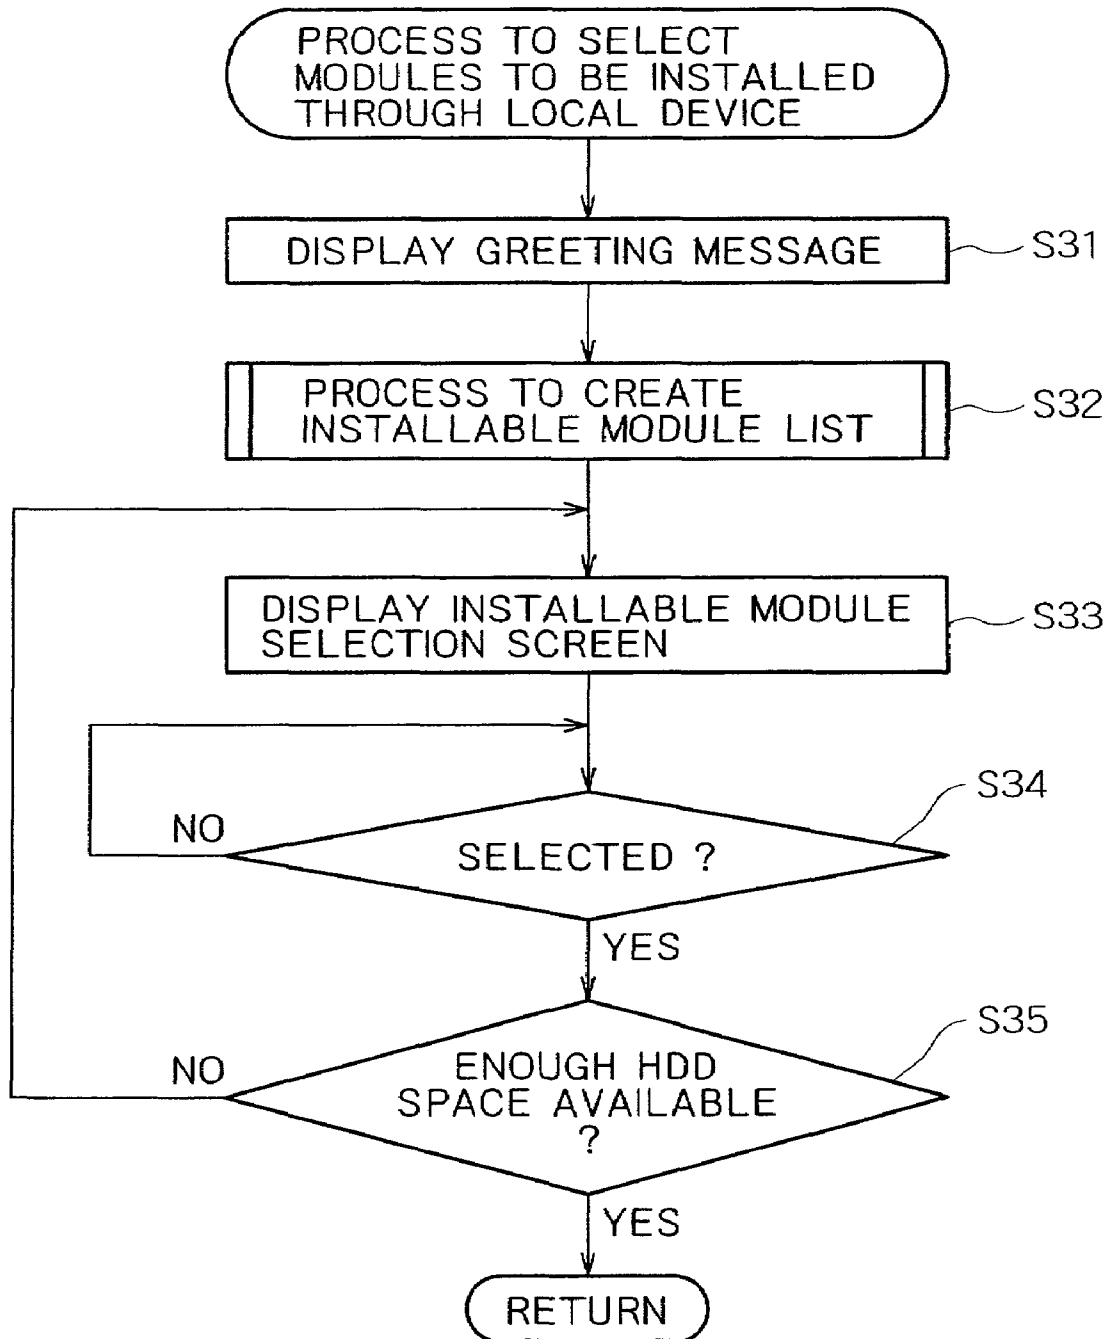 PROCESS TO SELECT
MODULES TO BE INSTALLED
THROUGH LOCAL DEVICE
DISPLAY GREETING MESSAGE
S31
PROCESS TO CREATE
INSTALLABLE MODULE LIST
S32
DISPLAY INSTALLABLE MODULE
SELECTION SCREEN
S33
S34
NO
SELECTED ?
YES
S35
NO
ENOUGH HDD
SPACE AVAILABLE
?
YES
RETURN